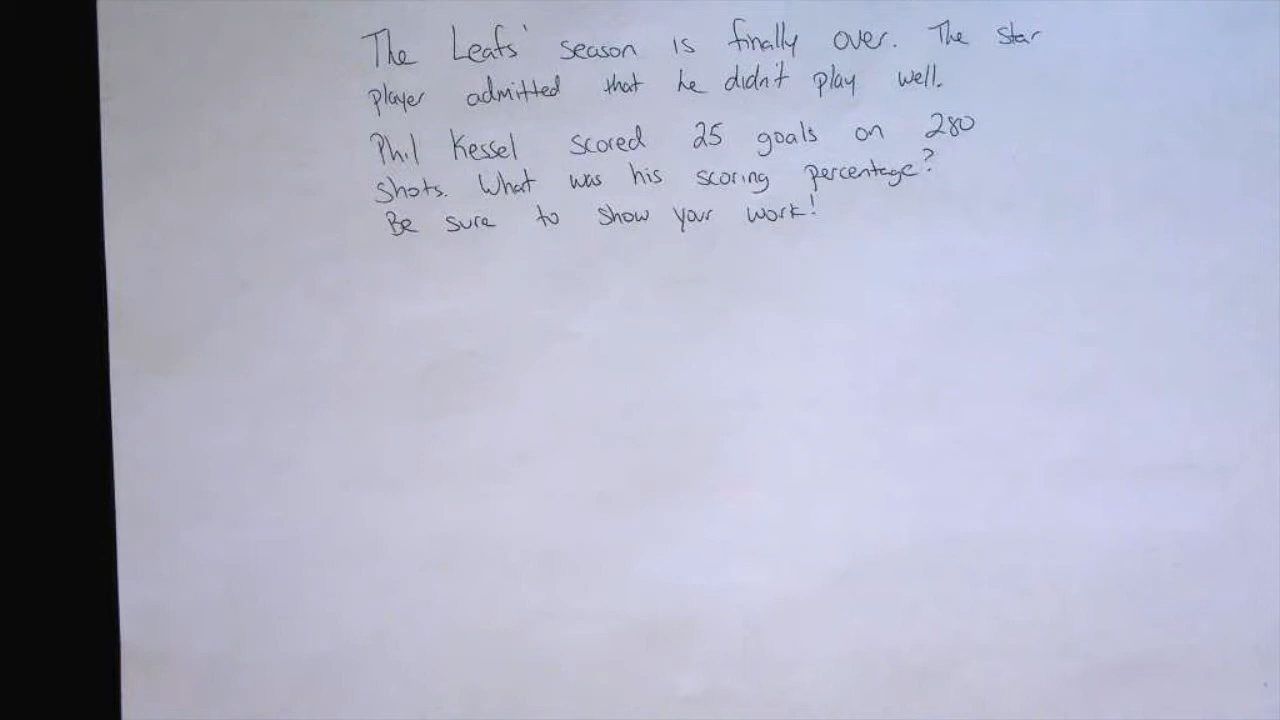 The Leafs' season is finally over. The star
player admitted that he didn't play well.
Phil Kessel scored 25 goals on 280
shots. What was his scoring percentage?
Be sure to show your work!